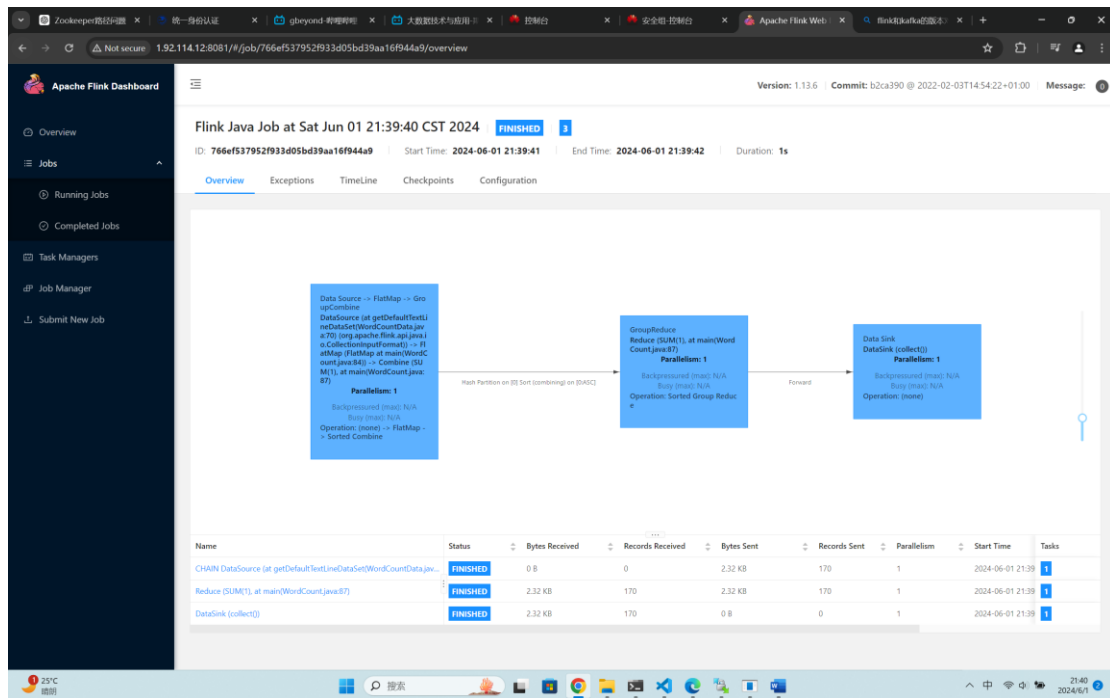 Zookeeper路径问题
统一身份认证
gbeyond-哔哩哔哩
大数据技术与应用-
控制台
安全组-控制台
Apache Flink Web
flink和kafka的版本
Not secure 1.92.114.12:8081/#/job/766ef537952f933d05bd39aa16f944a9/overview
Apache Flink Dashboard
Version: 1.13.6 Commit: b2ca390 @ 2022-02-03T14:54:22+01:00 Message: 0
Overview
Jobs
Running Jobs
Completed Jobs
Task Managers
Job Manager
Submit New Job
Flink Java Job at Sat Jun 01 21:39:40 CST 2024 FINISHED 3
ID: 766ef537952f933d05bd39aa16f944a9 Start Time: 2024-06-01 21:39:41 End Time: 2024-06-01 21:39:42 Duration: 1s
Overview Exceptions TimeLine Checkpoints Configuration
Data Source -> FlatMap -> Gro
upCombine
DataSource (at getDefaultTextLi
neDataSet(WordCountData.jav
a:70) (org.apache.flink.api.java.i
o.CollectionInputFormat)) -> Fl
atMap (FlatMap at main(WordC
ount.java:84)) -> Combine (SU
M(1), at main(WordCount.java:
87)
Parallelism: 1
Backpressured (max): N/A
Busy (max): N/A
Operation: (none) -> FlatMap -
> Sorted Combine
Hash Partition on [0] Sort (combining) on [0:ASC]
GroupReduce
Reduce (SUM(1), at main(Word
Count.java:87)
Parallelism: 1
Backpressured (max): N/A
Busy (max): N/A
Operation: Sorted Group Reduc
e
Forward
Data Sink
DataSink (collect())
Parallelism: 1
Backpressured (max): N/A
Busy (max): N/A
Operation: (none)
Name Status Bytes Received Records Received Bytes Sent Records Sent Parallelism Start Time Tasks
CHAIN DataSource (at getDefaultTextLineDataSet(WordCountData.jav... FINISHED 0 B 0 2.32 KB 170 1 2024-06-01 21:39 1
Reduce (SUM(1), at main(WordCount.java:87) FINISHED 2.32 KB 170 2.32 KB 170 1 2024-06-01 21:39 1
DataSink (collect()) FINISHED 2.32 KB 170 0 B 0 1 2024-06-01 21:39 1
1
25°C
晴朗
搜索
中
21:40
2024/6/1
2